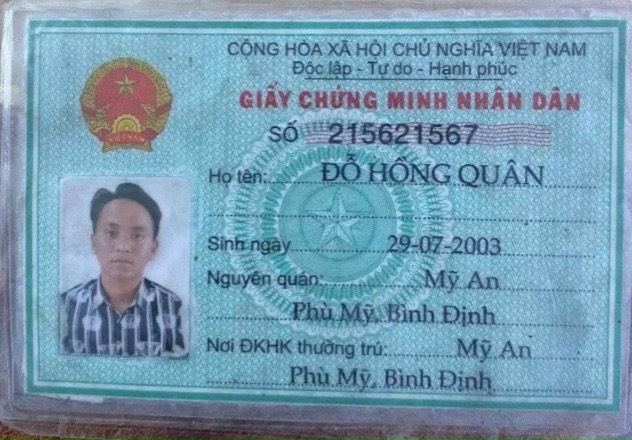 CỘNG HÒA XÃ HỘI CHỦ NGHĨA VIỆT NAM
Độc lập - Tự do - Hạnh phúc
GIẤY CHỨNG MINH NHÂN DÂN
SỐ 215621567
Họ tên: ĐỖ HỒNG QUÂN
Sinh ngày 29-07-2003
Nguyên quán: Mỹ An
Phù Mỹ, Bình Định
Nơi ĐKHK thường trú: Mỹ An
Phù Mỹ, Bình Định
VIỆT NAM